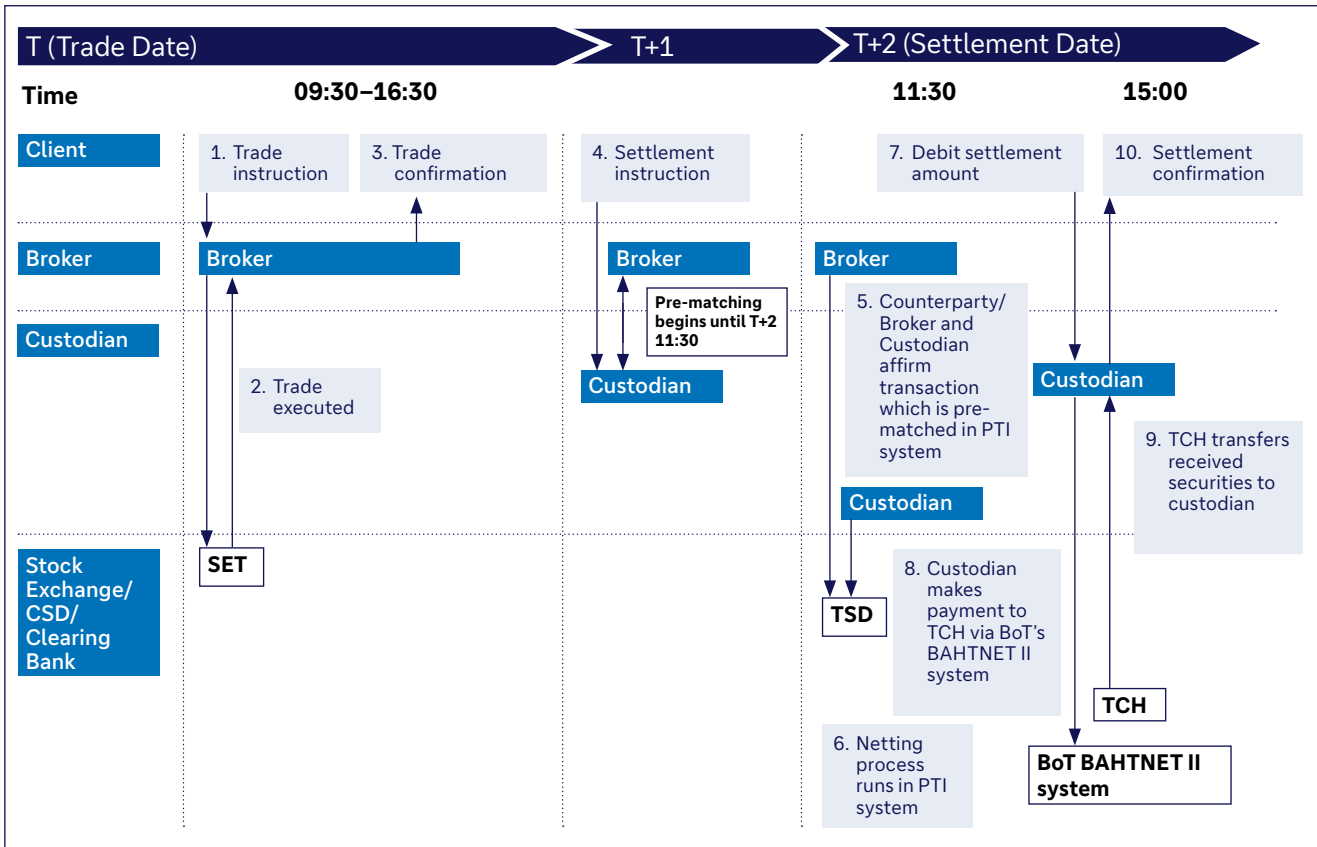 T (Trade Date)
T+1
T+2 (Settlement Date)
Time
09:30–16:30
11:30
15:00
Client
1. Trade
instruction
3. Trade
confirmation
4. Settlement
instruction
7. Debit settlement
amount
10. Settlement
confirmation
Broker
Broker
Broker
Broker
Pre-matching
begins until T+2
11:30
5. Counterparty/
Broker and
Custodian
affirm
transaction
which is pre-
matched in PTI
system
Custodian
2. Trade
executed
Custodian
Custodian
9. TCH transfers
received
securities to
custodian
Custodian
Stock
Exchange/
CSD/
Clearing
Bank
SET
TSD
8. Custodian
makes
payment to
TCH via BoT’s
BAHTNET II
system
TCH
6. Netting
process
runs in PTI
system
BoT BAHTNET II
system